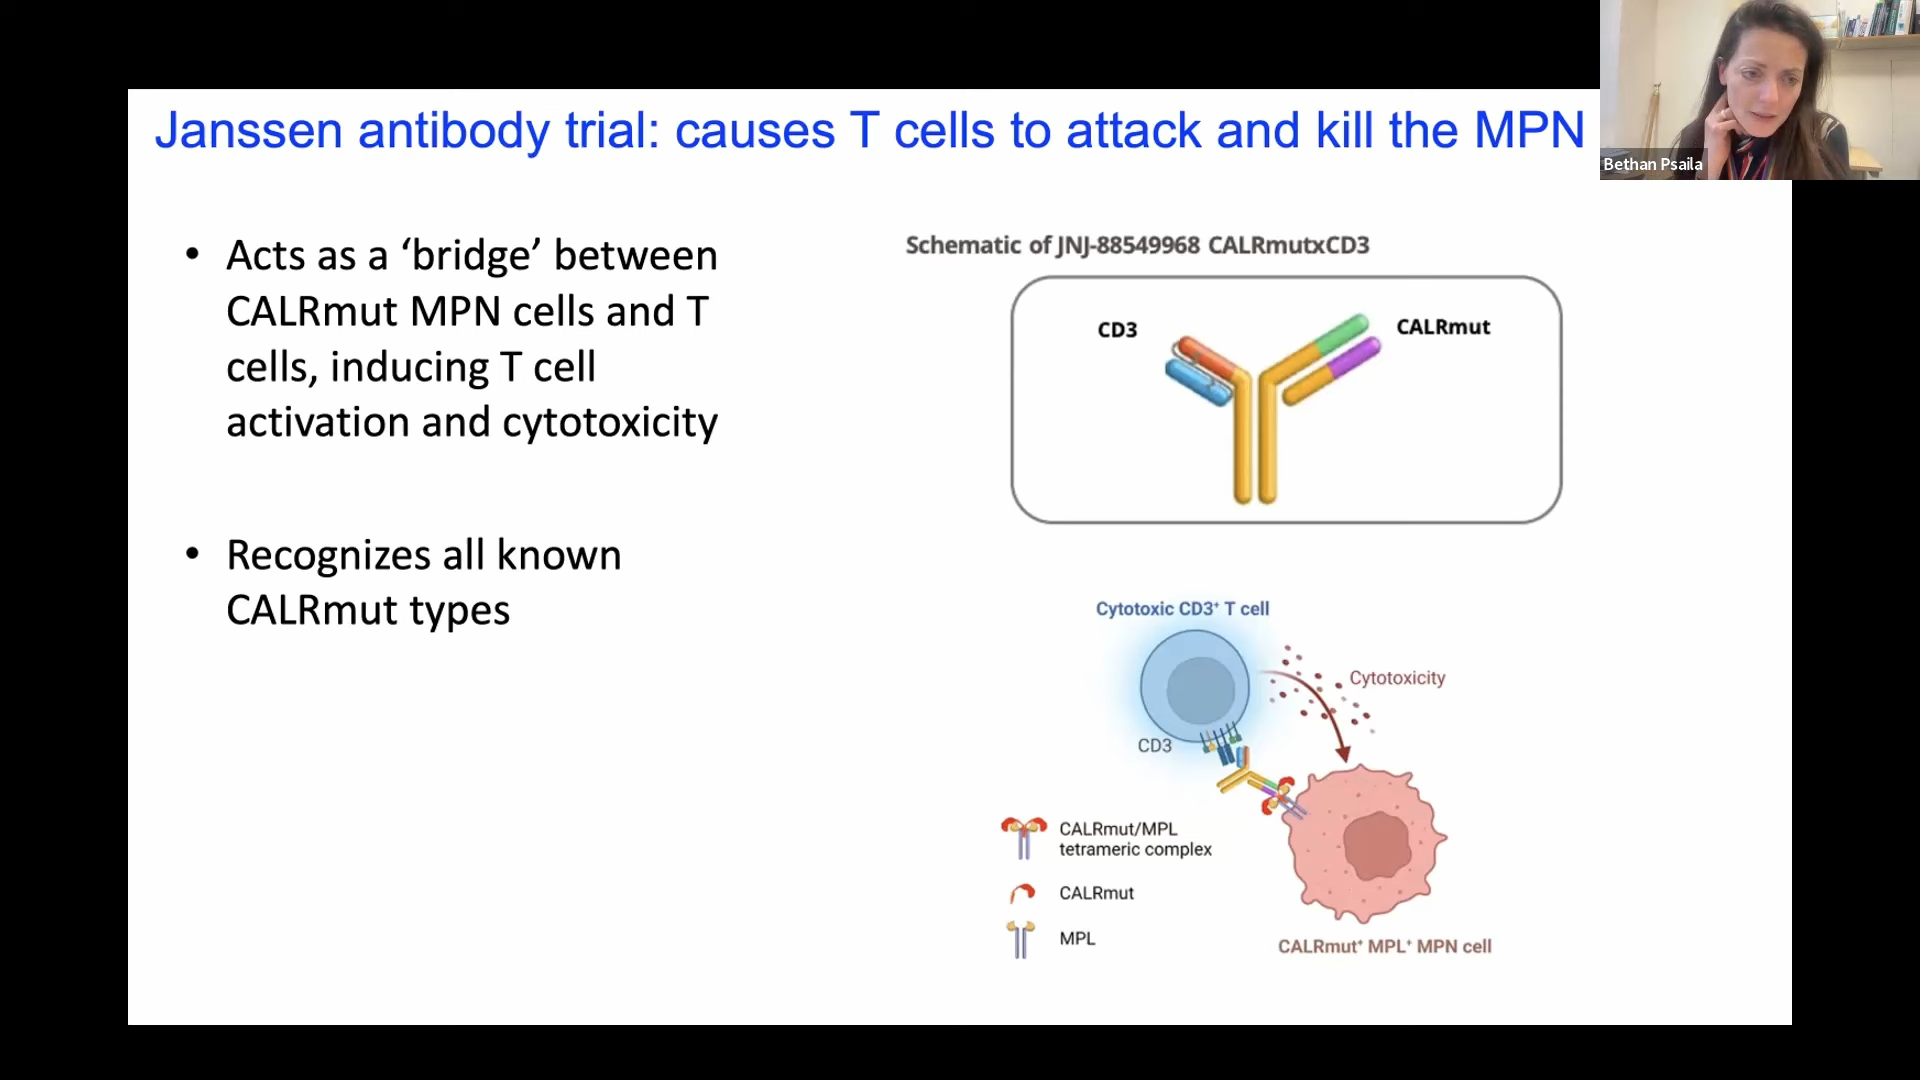 Janssen antibody trial: causes T cells to attack and kill the MPN
Bethan Psaila
• Acts as a ‘bridge’ between
CALRmut MPN cells and T
cells, inducing T cell
activation and cytotoxicity
• Recognizes all known
CALRmut types
Schematic of JNJ-88549968 CALRmutxCD3
CD3
CALRmut
Cytotoxic CD3⁺ T cell
Cytotoxicity
CD3
CALRmut/MPL
tetrameric complex
CALRmut
MPL
CALRmut⁺ MPL⁺ MPN cell